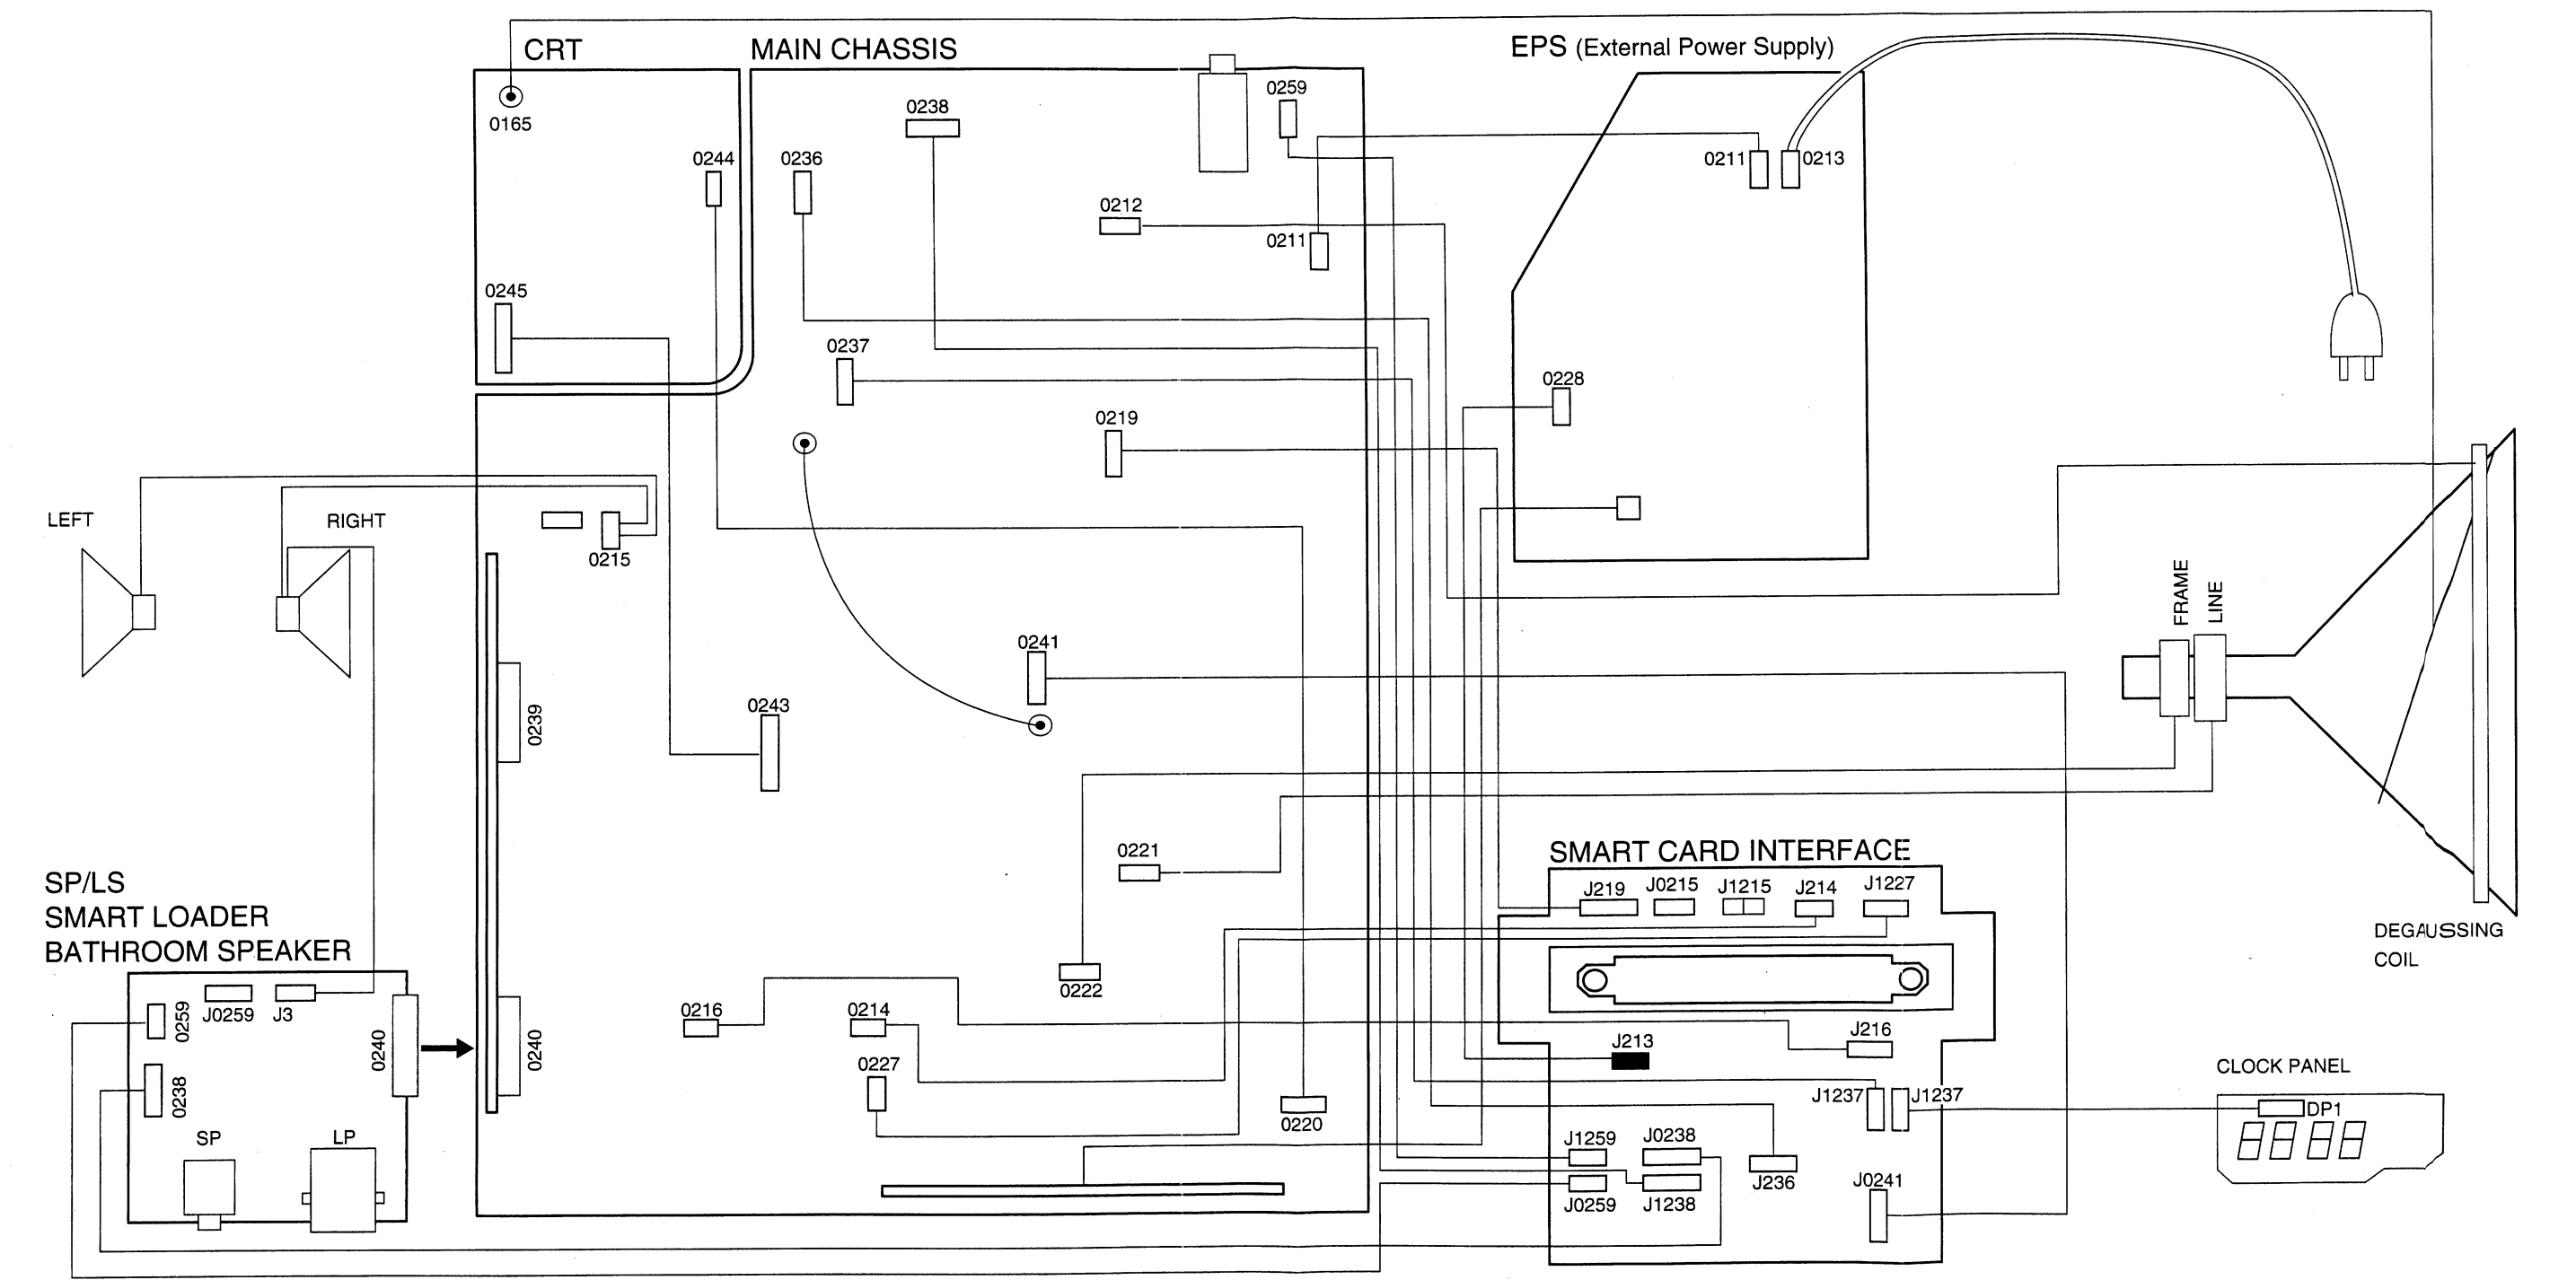 CRT
MAIN CHASSIS
EPS (External Power Supply)
0165
0244
0236
0238
0259
0212
0211
0211
0213
0245
0237
0219
0228
LEFT
RIGHT
0215
0239
0243
0241
FRAME
LINE
0221
0222
SP/LS
SMART LOADER
BATHROOM SPEAKER
0259
J0259
J3
0240
0238
SP
LP
0240
0216
0214
0227
0220
SMART CARD INTERFACE
J219
J0215
J1215
J214
J1227
J216
J213
J1237
J1237
J1259
J0238
J236
J0259
J1238
J0241
DEGAUSSING
COIL
CLOCK PANEL
DP1